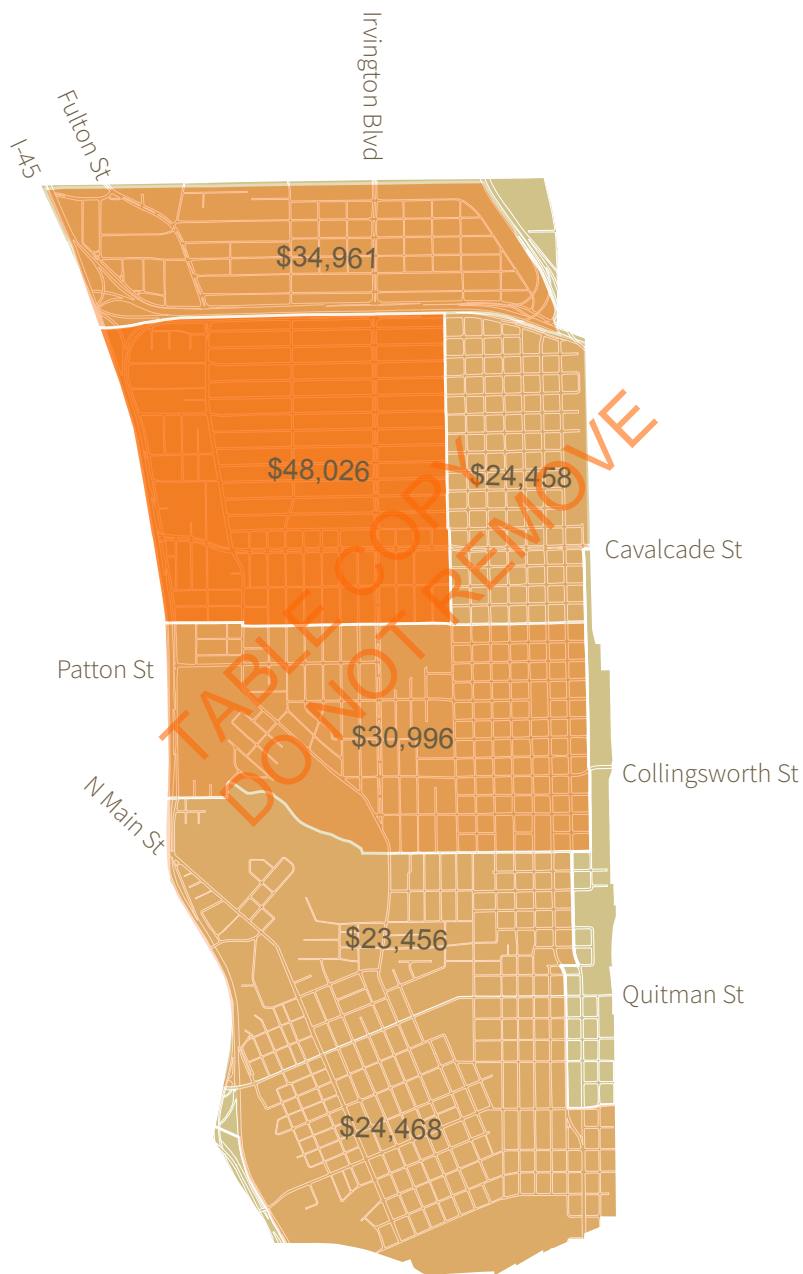 Irvington Blvd
Fulton St
I-45
$34,961
$48,026
$24,458
TABLE COPY
DO NOT REMOVE
Cavalcade St
Patton St
$30,996
Collingsworth St
N Main St
$23,456
Quitman St
$24,468